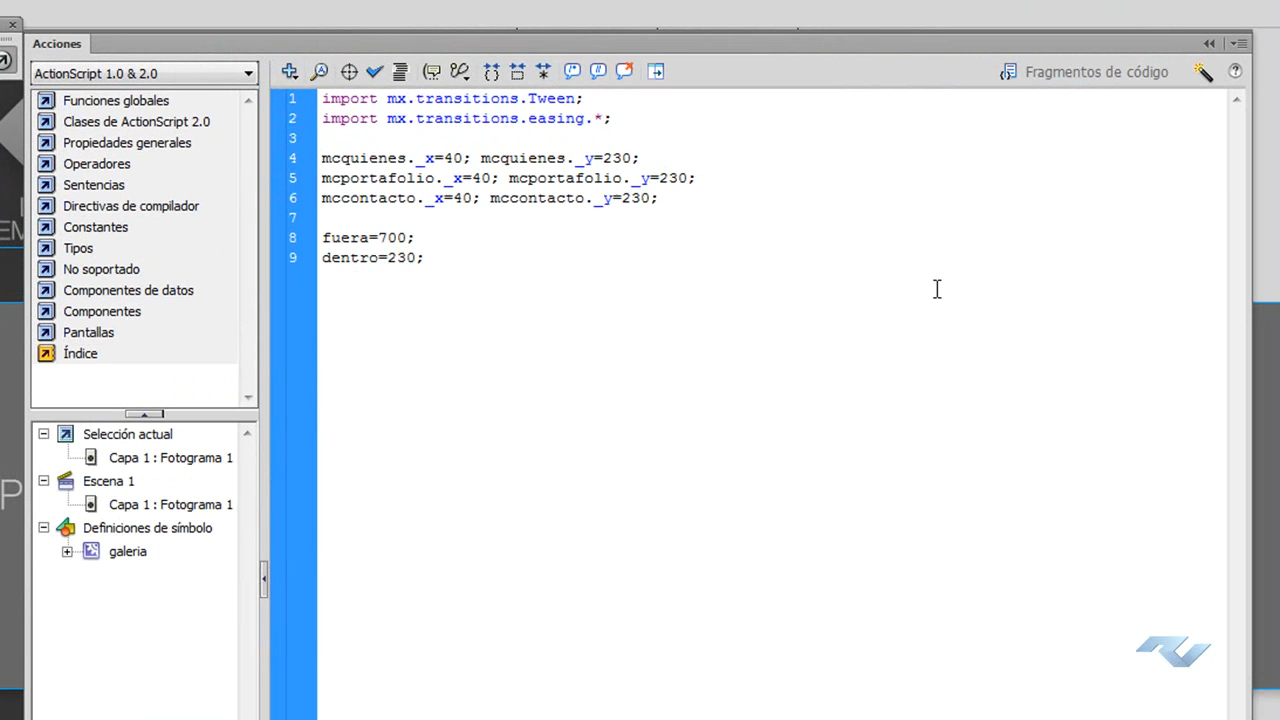 Acciones
ActionScript 1.0 & 2.0
Fragmentos de código
Funciones globales
Clases de ActionScript 2.0
Propiedades generales
Operadores
Sentencias
Directivas de compilador
Constantes
Tipos
No soportado
Componentes de datos
Componentes
Pantallas
Índice
Selección actual
Capa 1 : Fotograma 1
Escena 1
Capa 1 : Fotograma 1
Definiciones de símbolo
galeria
1 import mx.transitions.Tween;
2 import mx.transitions.easing.*;
3
4 mcquienes._x=40; mcquienes._y=230;
5 mcportafolio._x=40; mcportafolio._y=230;
6 mccontacto._x=40; mccontacto._y=230;
7
8 fuera=700;
9 dentro=230;
EM
P